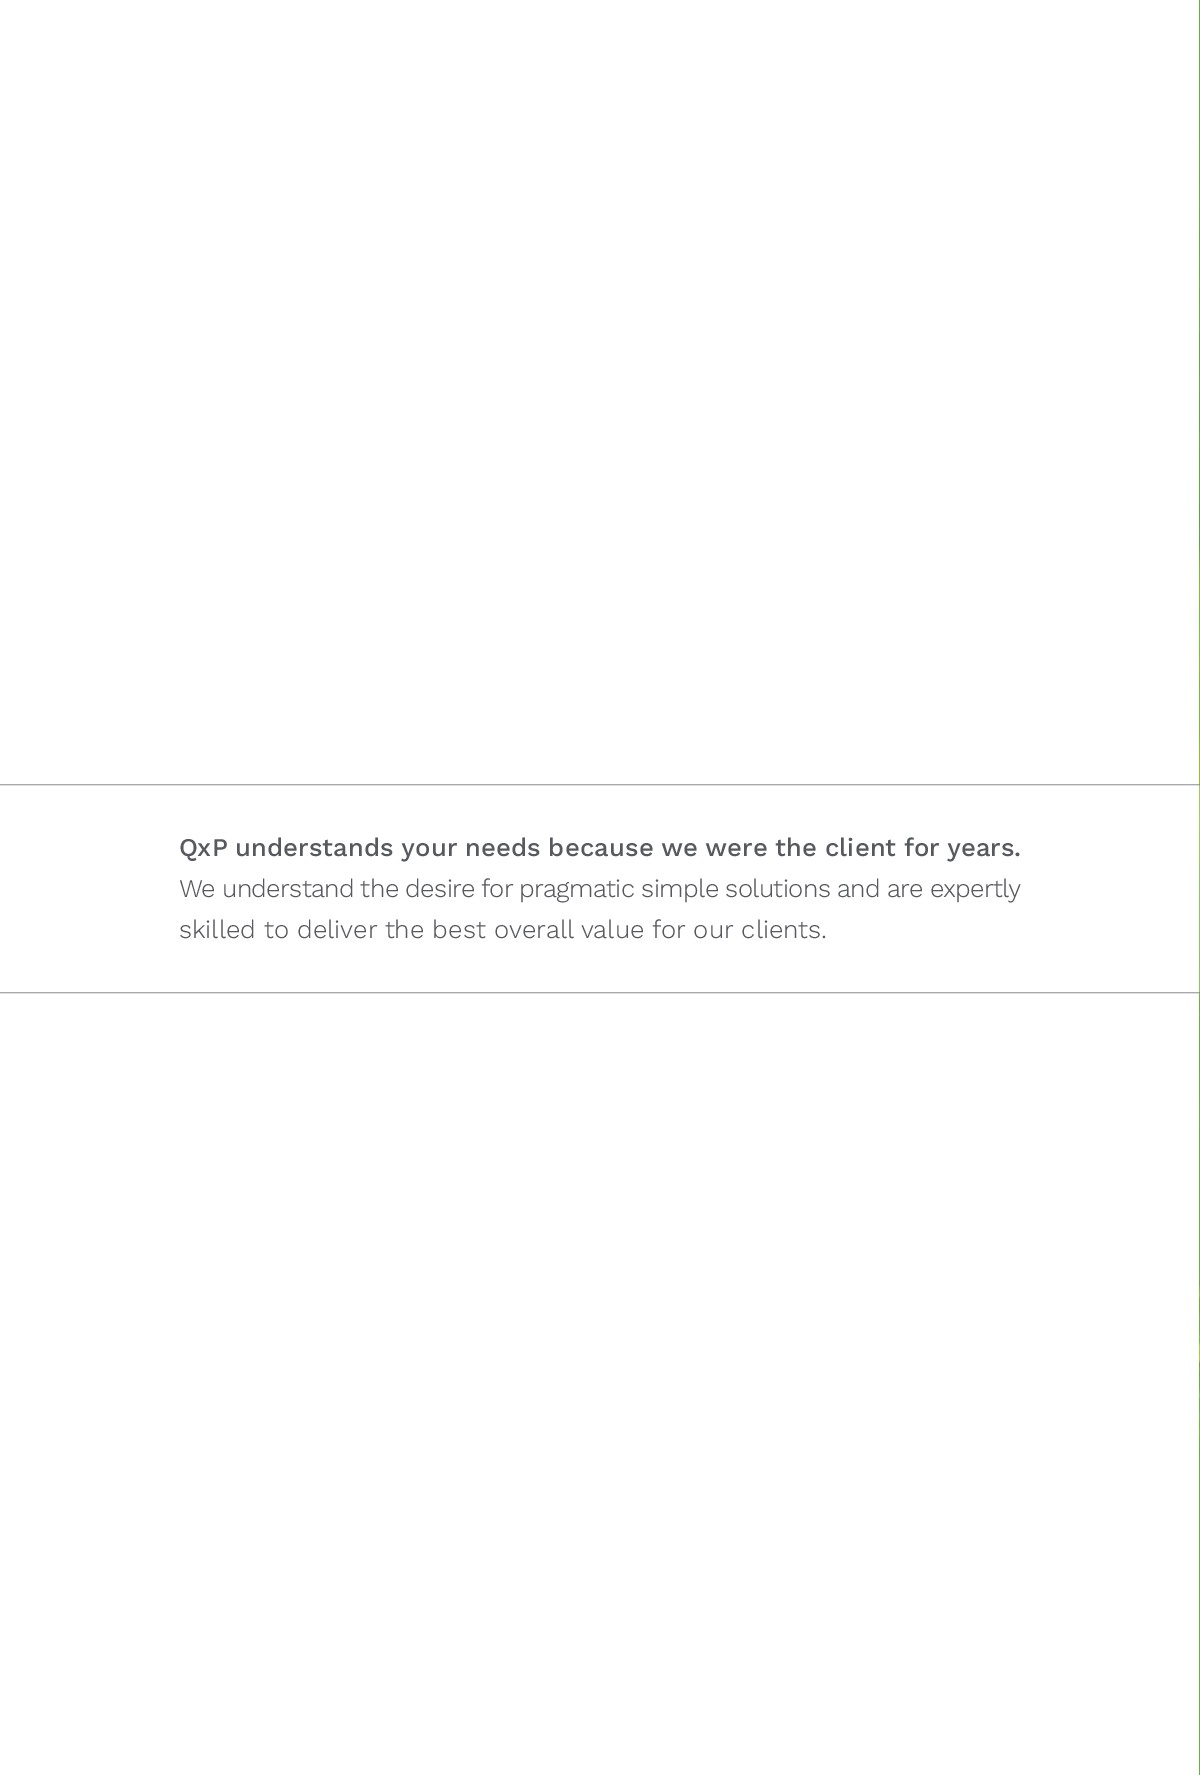 QxP understands your needs because we were the client for years.
We understand the desire for pragmatic simple solutions and are expertly
skilled to deliver the best overall value for our clients.